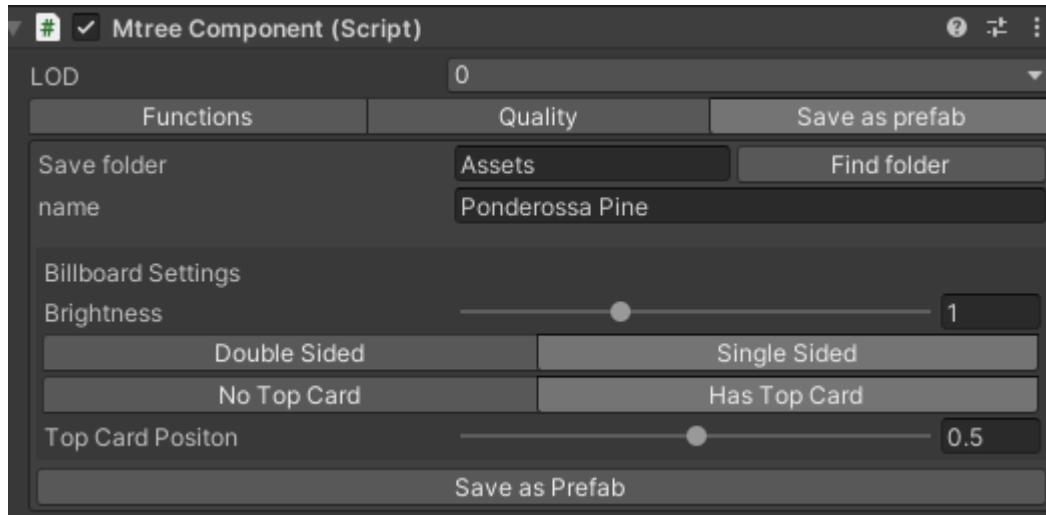 # Mtree Component (Script)
LOD 0
Functions Quality Save as prefab
Save folder Assets Find folder
name Ponderossa Pine
Billboard Settings
Brightness 1
Double Sided Single Sided
No Top Card Has Top Card
Top Card Positon 0.5
Save as Prefab